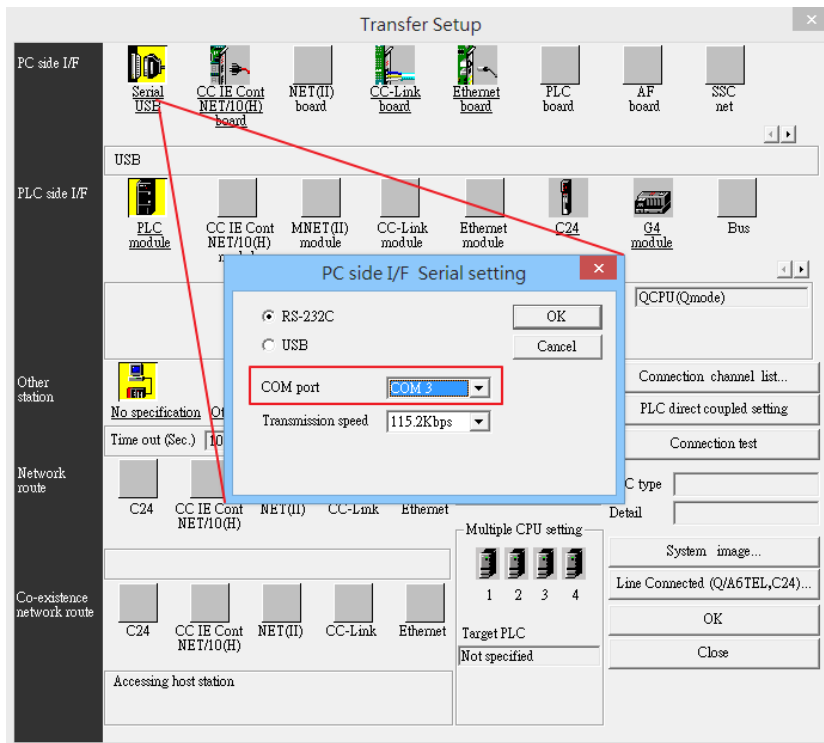 Transfer Setup
PC side I/F
Serial
USB
CC IE Cont
NET/10(H)
board
NET(II)
board
CC-Link
board
Ethernet
board
PLC
board
AF
board
SSC
net
USB
PLC side I/F
PLC
module
CC IE Cont
NET/10(H)
MNET(II)
module
CC-Link
module
Ethernet
module
C24
G4
module
Bus
QCPU(Qmode)
PC side I/F Serial setting
RS-232C
USB
OK
Cancel
COM port
COM 3
Transmission speed
115.2Kbps
Other
station
No specification
Time out (Sec.)
10
Connection channel list...
PLC direct coupled setting
Connection test
Detail
System image...
Line Connected (Q/A6TEL,C24)...
OK
Close
Network
route
C24
CC IE Cont
NET/10(H)
NET(II)
CC-Link
Ethernet
Multiple CPU setting
1 2 3 4
Target PLC
Not specified
Co-existence
network route
C24
CC IE Cont
NET/10(H)
NET(II)
CC-Link
Ethernet
Accessing host station